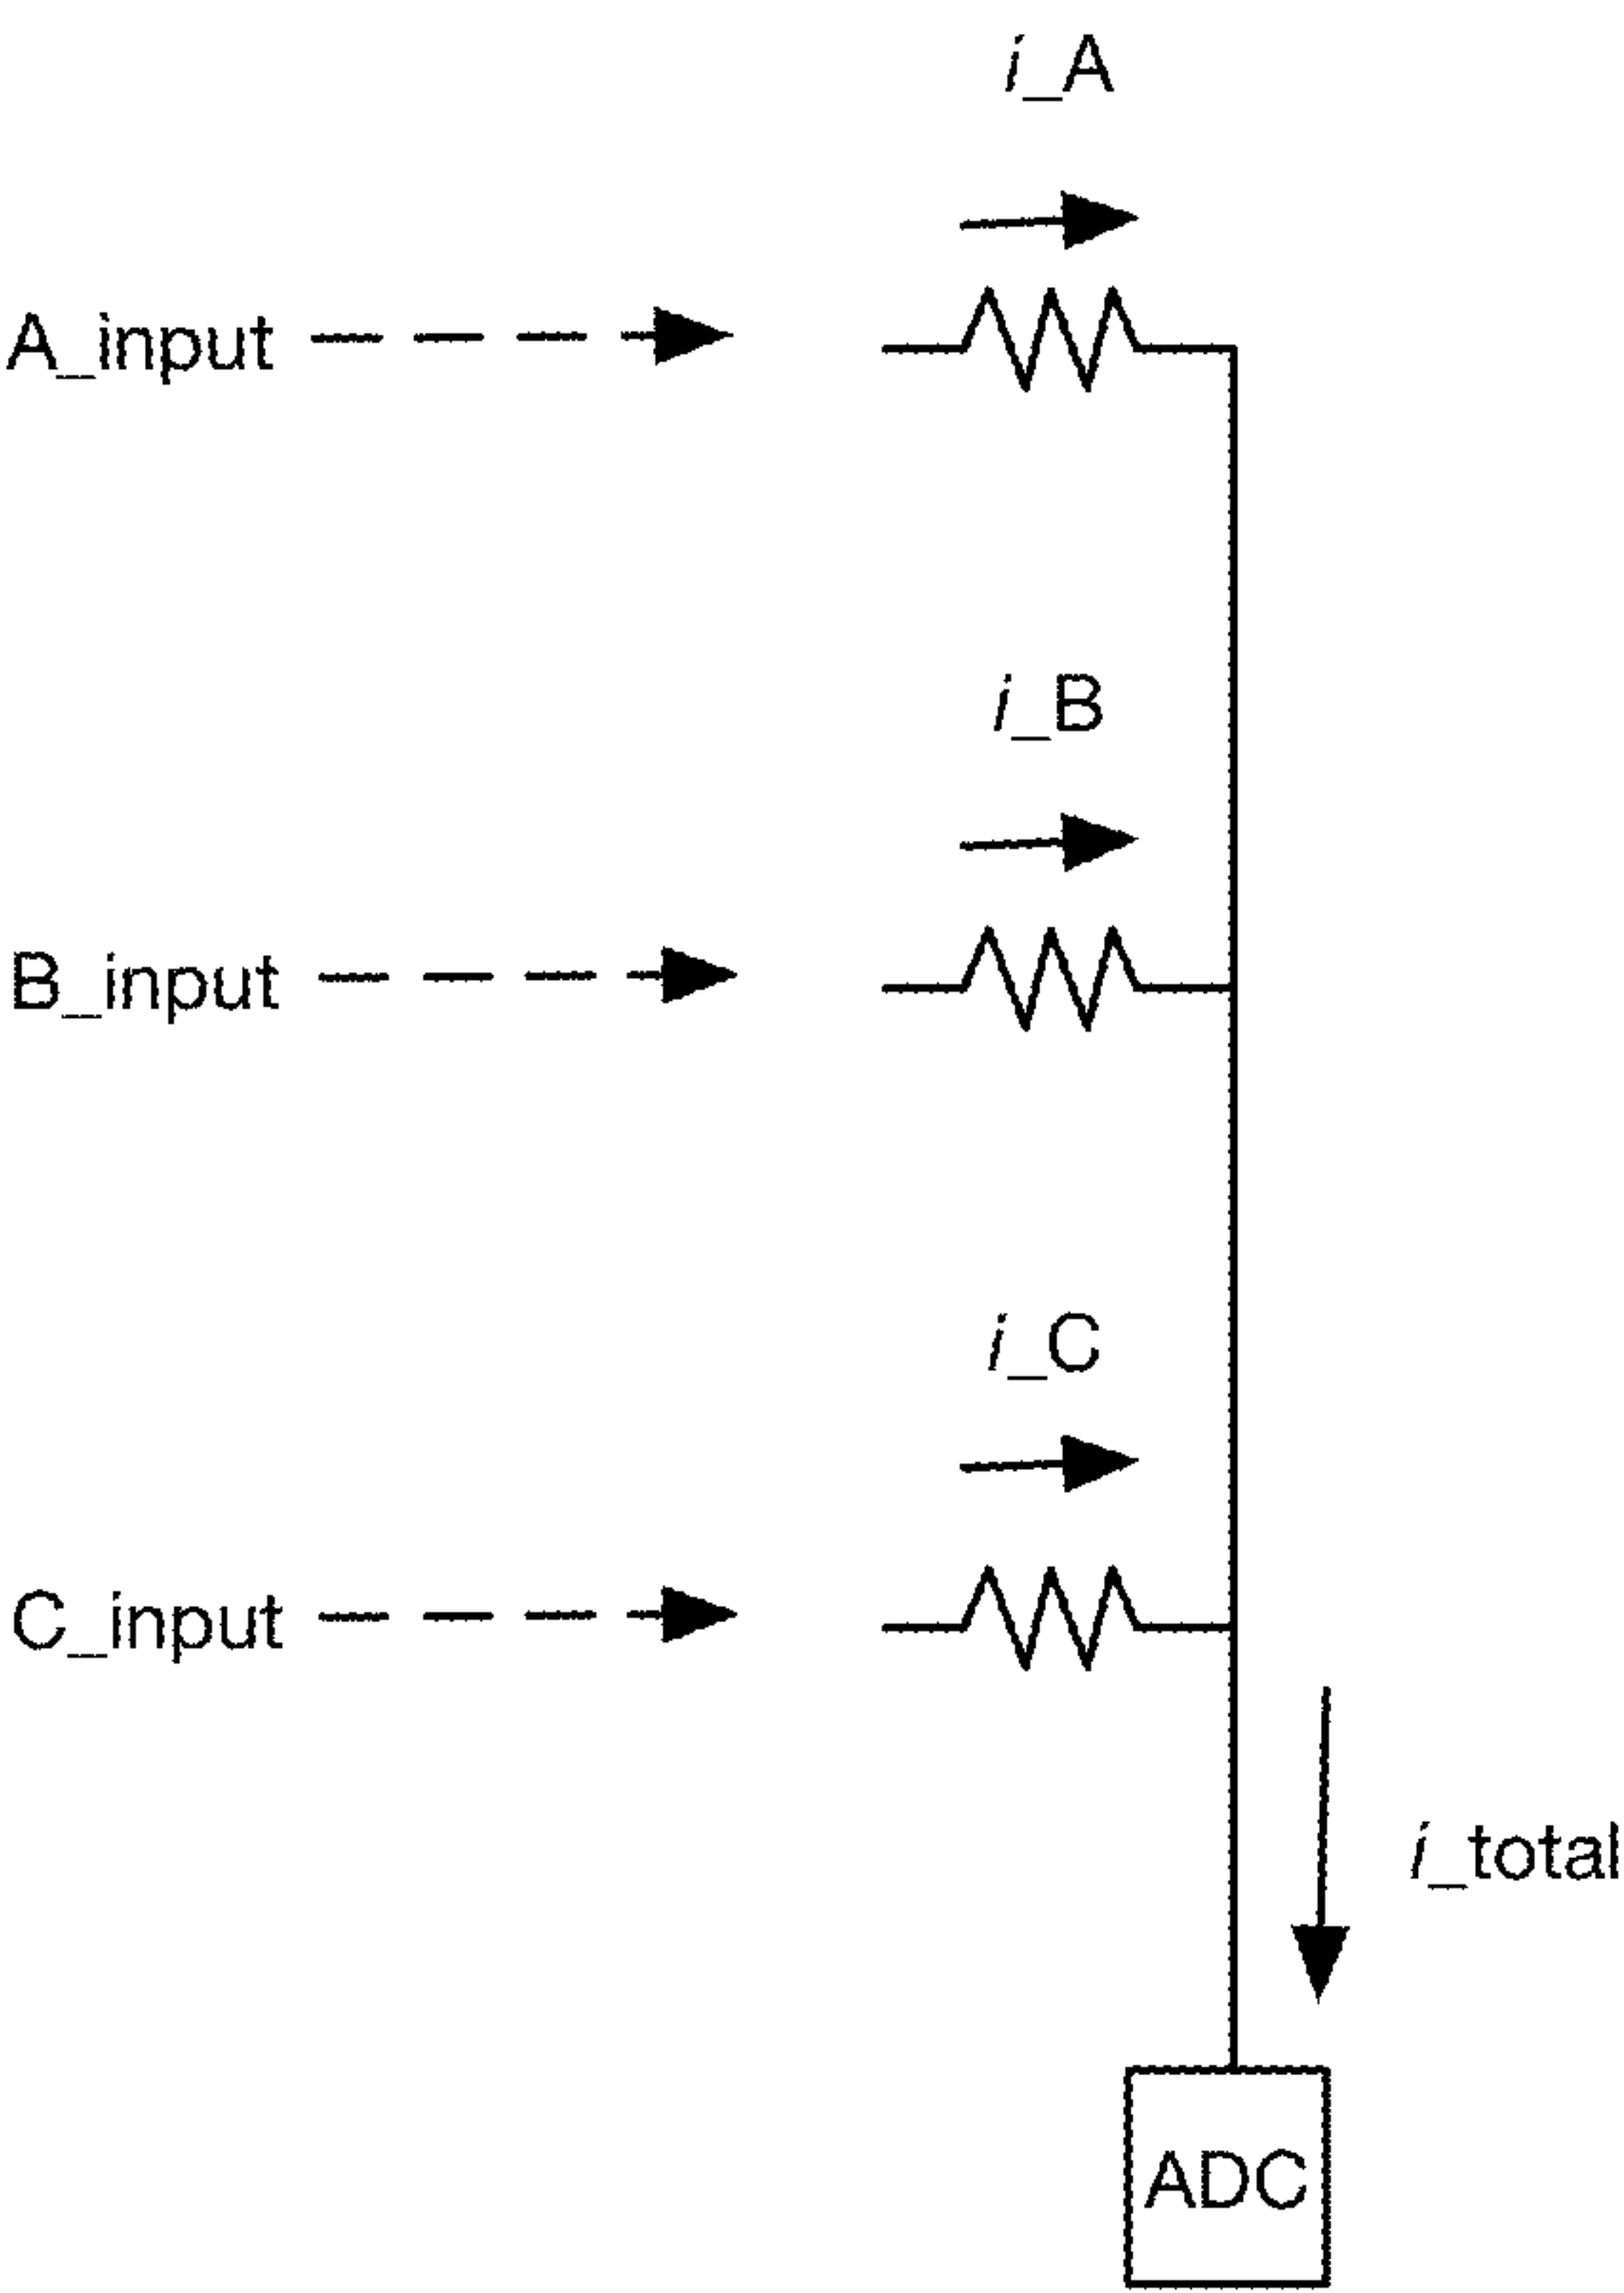 i_A
A_input
i_B
B_input
i_C
C_input
i_total
ADC